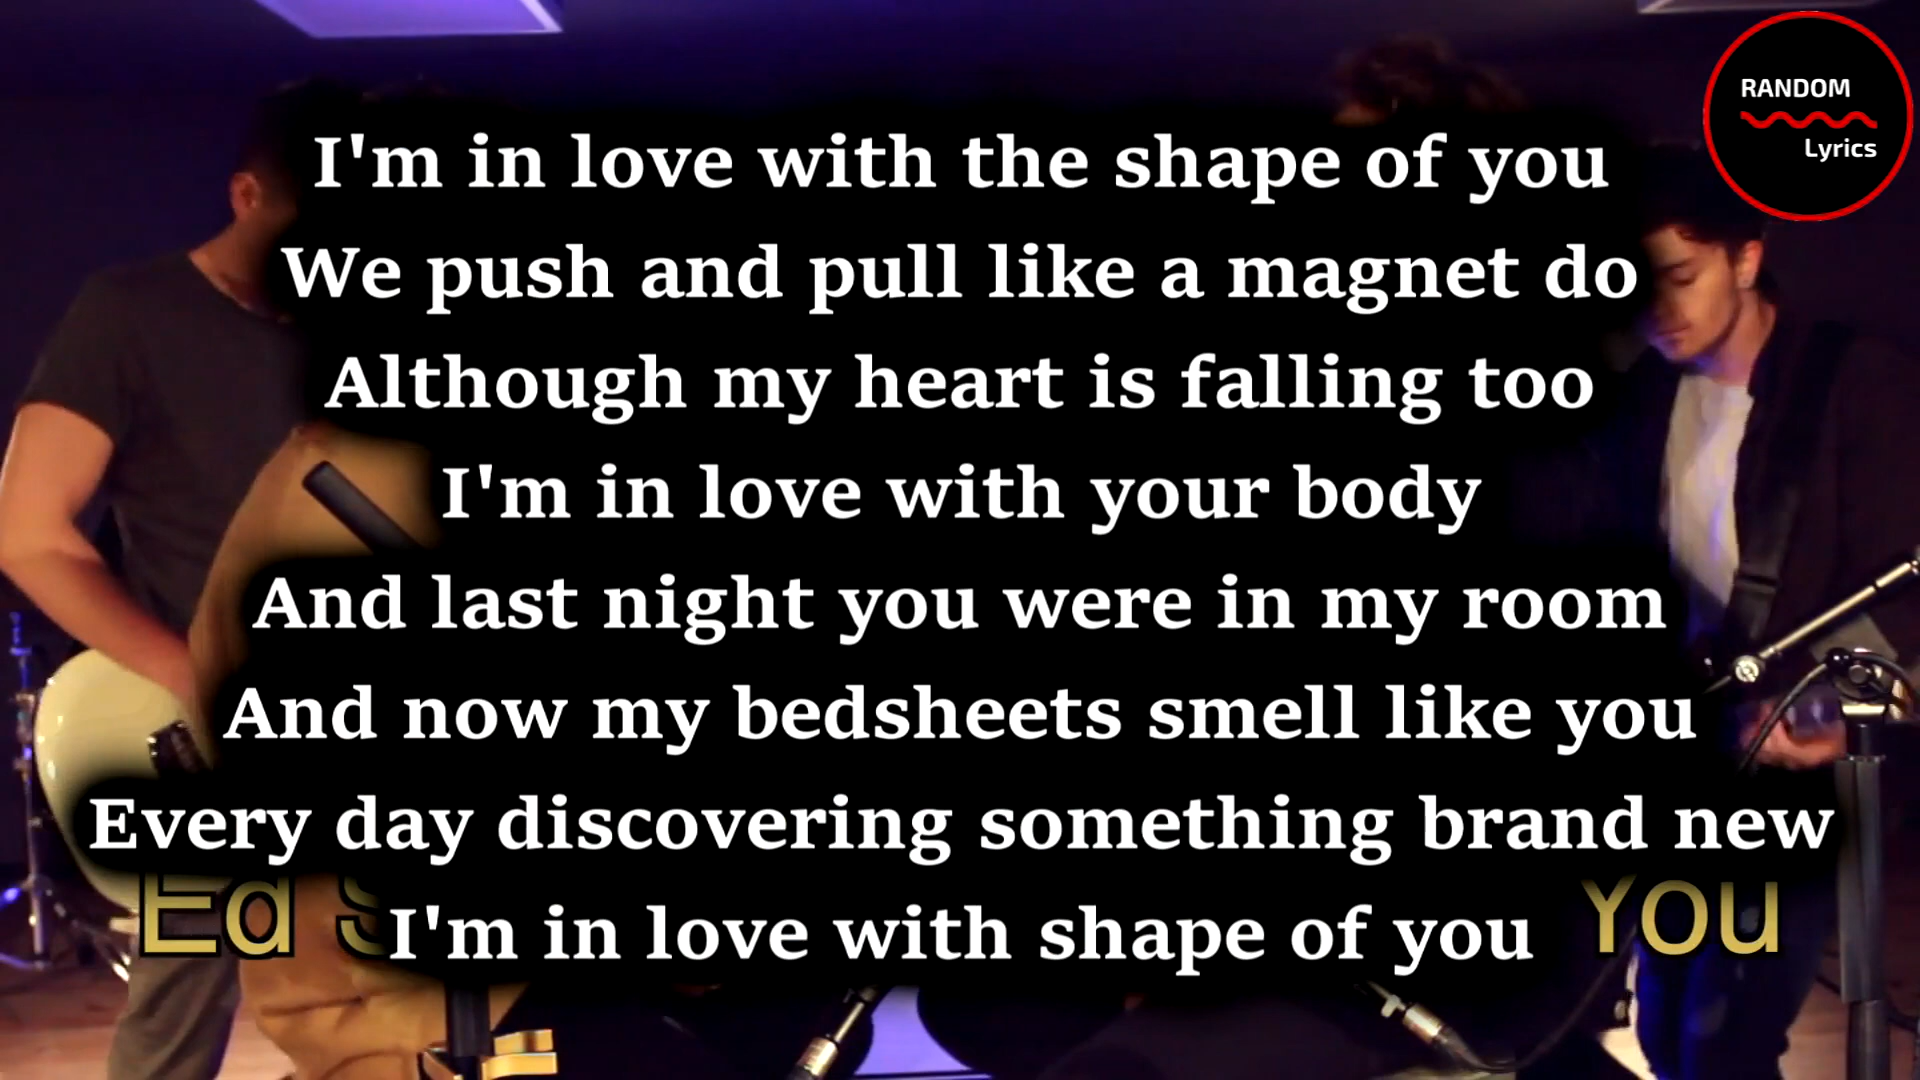 RANDOM
Lyrics
I'm in love with the shape of you
We push and pull like a magnet do
Although my heart is falling too
I'm in love with your body
And last night you were in my room
And now my bedsheets smell like you
Every day discovering something brand new
Ed S You
I'm in love with shape of you